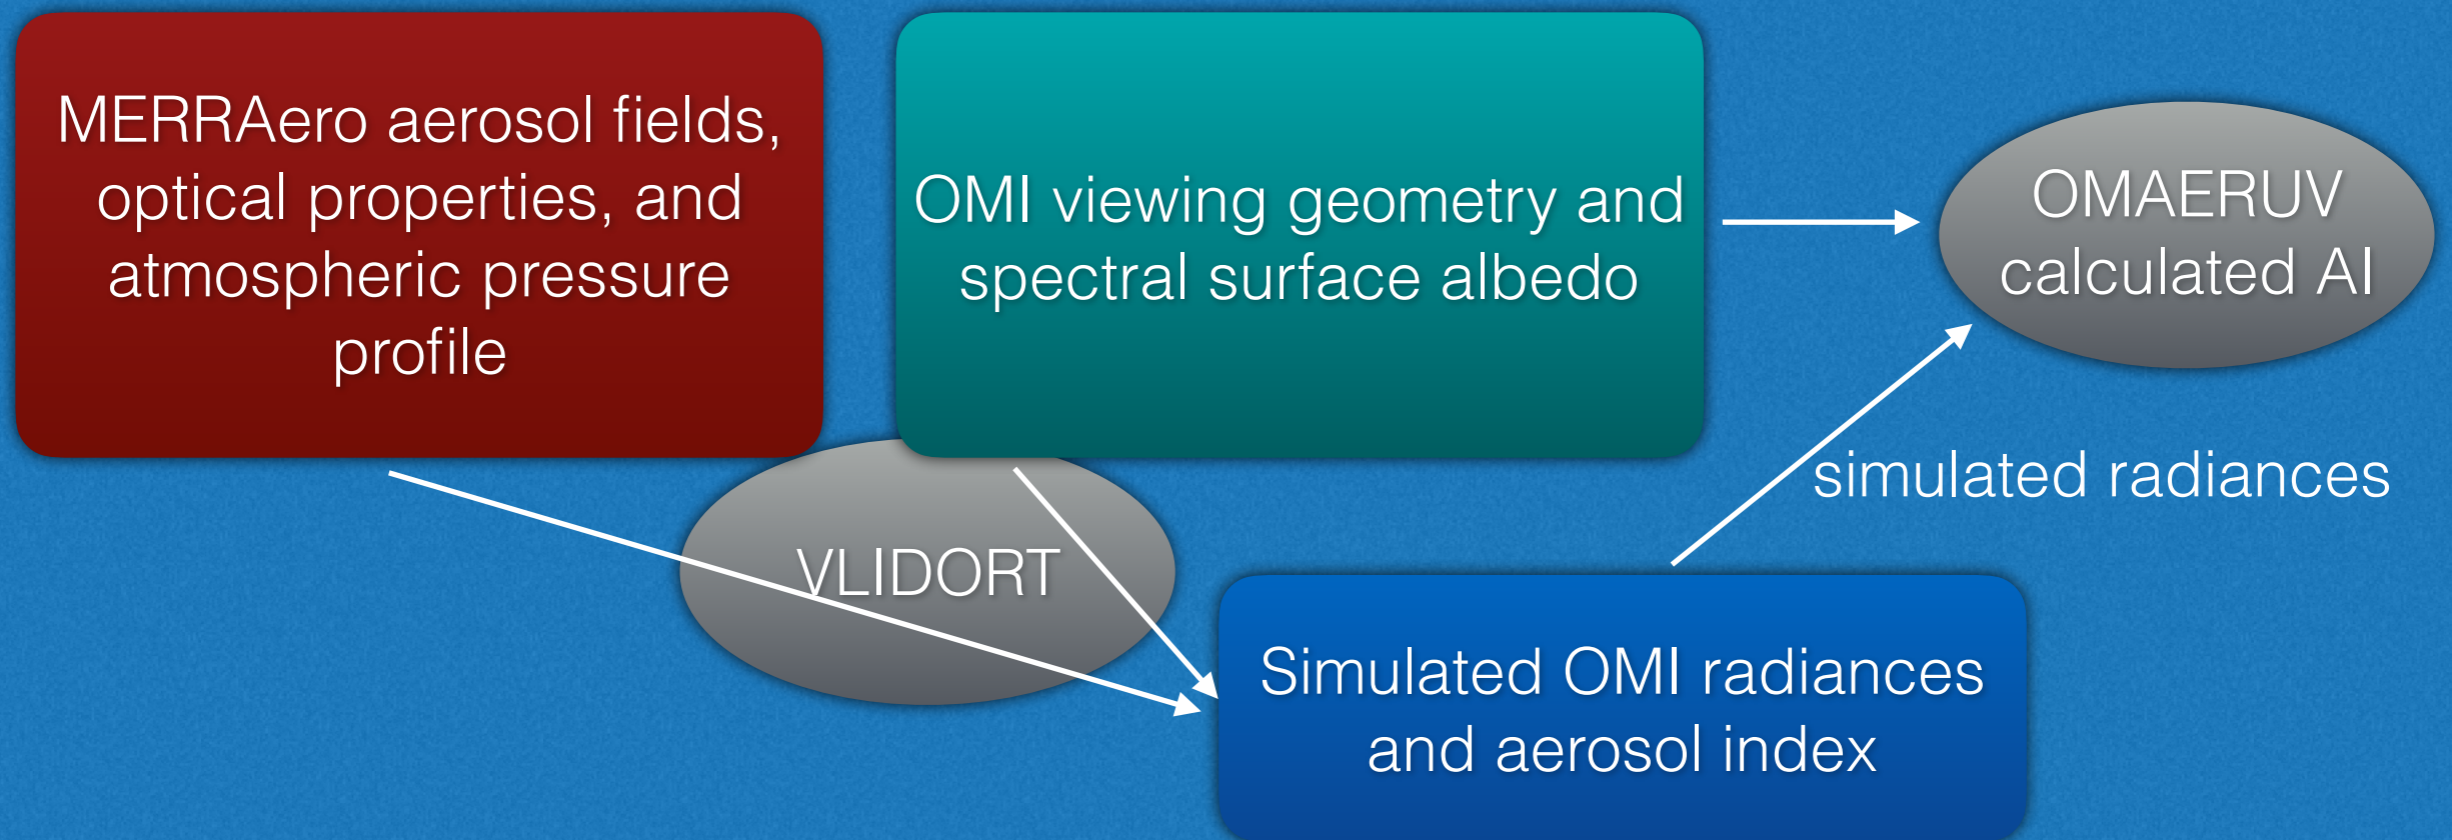 MERRAero aerosol fields,
optical properties, and
atmospheric pressure
profile
OMI viewing geometry and
spectral surface albedo
OMAERUV
calculated AI
simulated radiances
VLIDORT
Simulated OMI radiances
and aerosol index